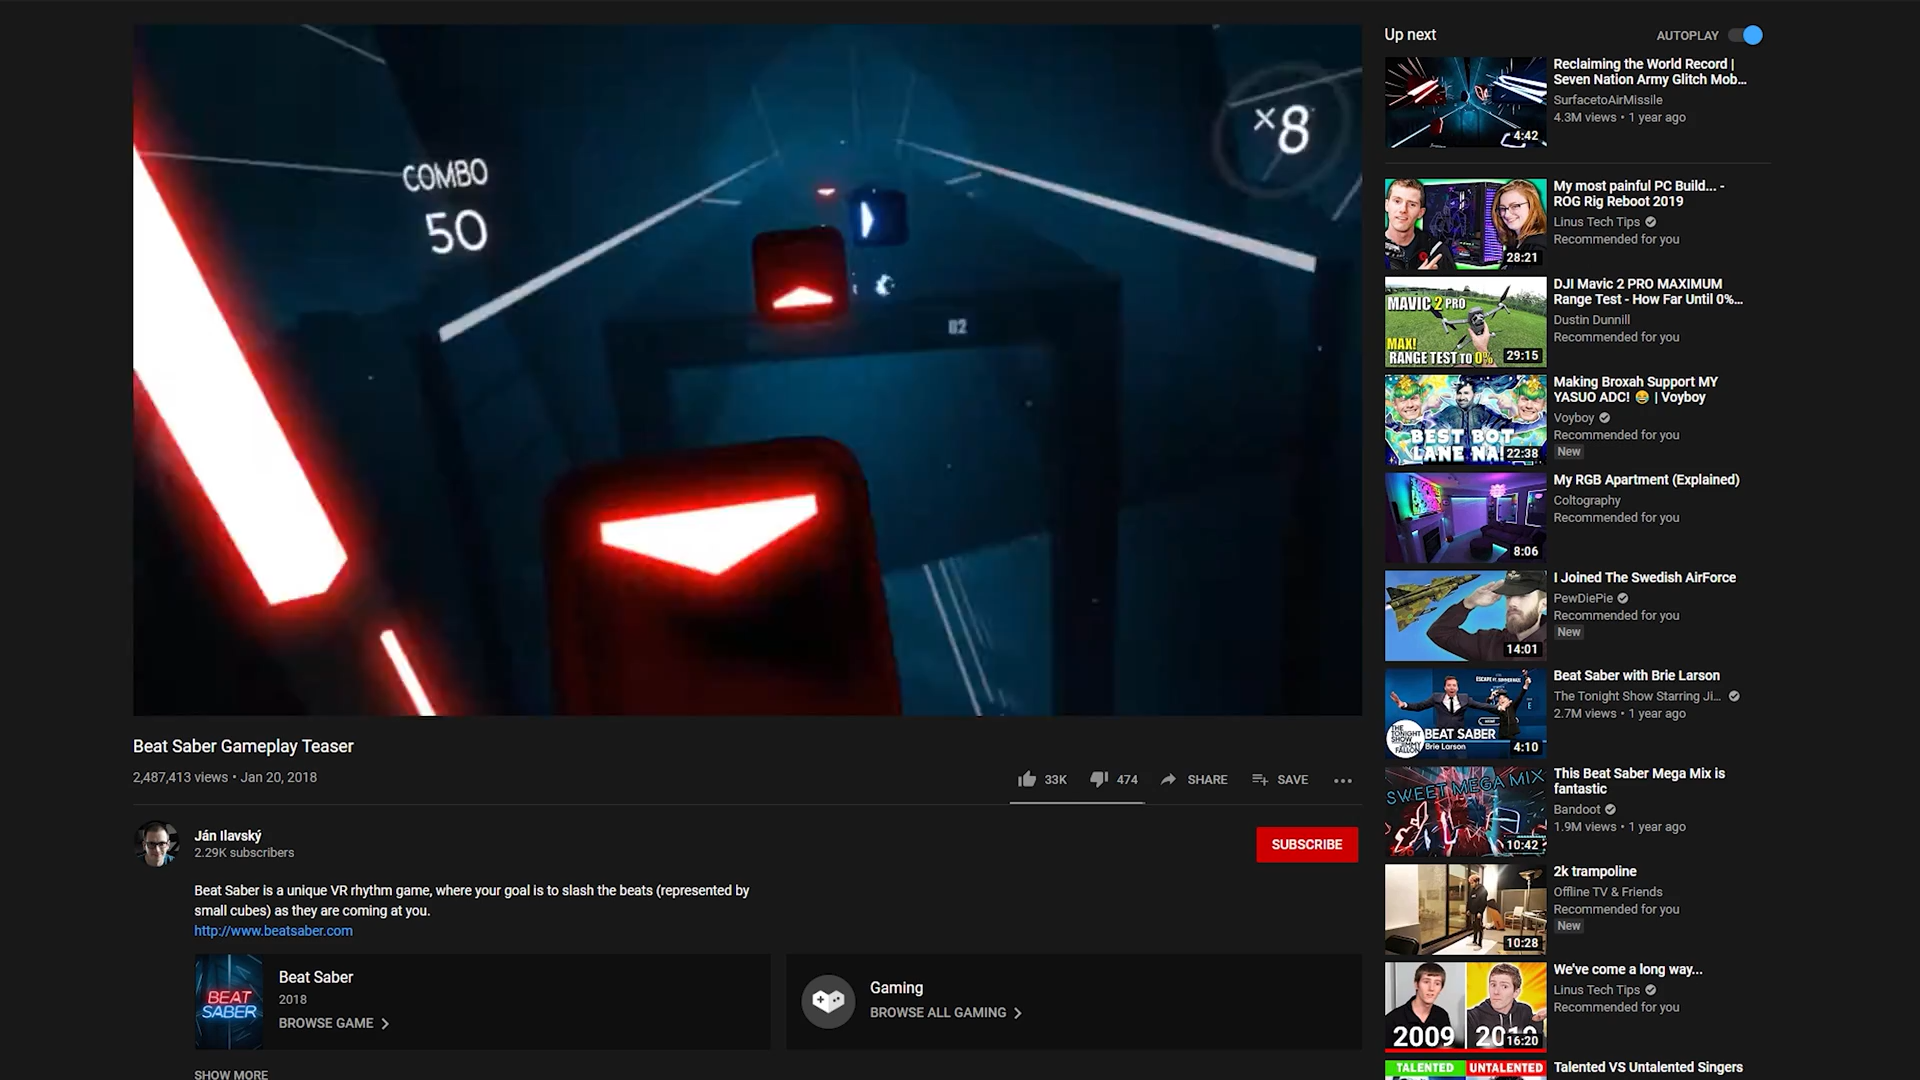 COMBO
50
×8
02
Beat Saber Gameplay Teaser
2,487,413 views • Jan 20, 2018
33K
474
SHARE
SAVE
Ján Ilavský
2.29K subscribers
SUBSCRIBE
Beat Saber is a unique VR rhythm game, where your goal is to slash the beats (represented by
small cubes) as they are coming at you.
http://www.beatsaber.com
BEAT
SABER
Beat Saber
2018
BROWSE GAME
Gaming
BROWSE ALL GAMING
SHOW MORE
Up next
AUTOPLAY
4:42
Reclaiming the World Record |
Seven Nation Army Glitch Mob...
SurfacetoAirMissile
4.3M views • 1 year ago
28:21
My most painful PC Build... -
ROG Rig Reboot 2019
Linus Tech Tips
Recommended for you
MAVIC 2 PRO
MAX!
RANGE TEST TO 0%
29:15
DJI Mavic 2 PRO MAXIMUM
Range Test - How Far Until 0%...
Dustin Dunnill
Recommended for you
BEST BOT
LANE NA!
22:38
Making Broxah Support MY
YASUO ADC! 😂 | Voyboy
Voyboy
Recommended for you
New
8:06
My RGB Apartment (Explained)
Coltography
Recommended for you
14:01
I Joined The Swedish AirForce
PewDiePie
Recommended for you
New
THE
TONIGHT
SHOW
JIMMY
FALLON
BEAT SABER
Brie Larson
4:10
Beat Saber with Brie Larson
The Tonight Show Starring Ji...
2.7M views • 1 year ago
SWEET MEGA MIX
10:42
This Beat Saber Mega Mix is
fantastic
Bandoot
1.9M views • 1 year ago
10:28
2k trampoline
Offline TV & Friends
Recommended for you
New
2009
16:20
We've come a long way...
Linus Tech Tips
Recommended for you
TALENTED
UNTALENTED
Talented VS Untalented Singers